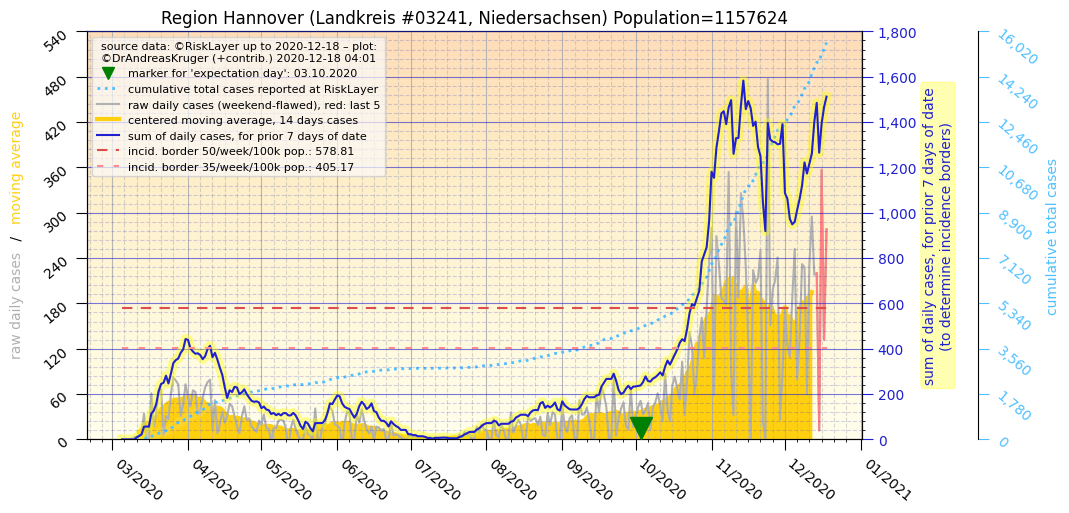 Region Hannover (Landkreis #03241, Niedersachsen) Population=1157624
source data: ©RiskLayer up to 2020-12-18 – plot:
©DrAndreasKruger (+contrib.) 2020-12-18 04:01
marker for 'expectation day': 03.10.2020
cumulative total cases reported at RiskLayer
raw daily cases (weekend-flawed), red: last 5
centered moving average, 14 days cases
sum of daily cases, for prior 7 days of date
incid. border 50/week/100k pop.: 578.81
incid. border 35/week/100k pop.: 405.17
raw daily cases / moving average
540
480
420
360
300
240
180
120
60
0
03/2020
04/2020
05/2020
06/2020
07/2020
08/2020
09/2020
10/2020
11/2020
12/2020
01/2021
1,800
1,600
1,400
1,200
1,000
800
600
400
200
0
sum of daily cases, for prior 7 days of date
(to determine incidence borders)
16,020
14,240
12,460
10,680
8,900
7,120
5,340
3,560
1,780
0
cumulative total cases